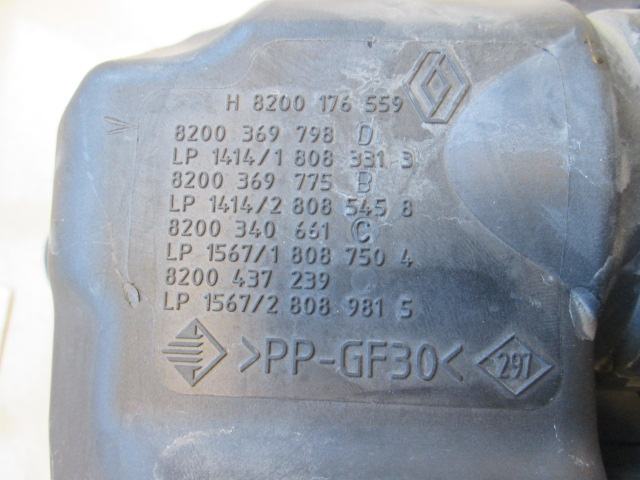 H 8200 176 559
8200 369 798 D
LP 1414/1 808 331 3
8200 369 775 B
LP 1414/2 808 545 8
8200 340 661 C
LP 1567/1 808 750 4
8200 437 239
LP 1567/2 808 981 5
>PP-GF30< 297